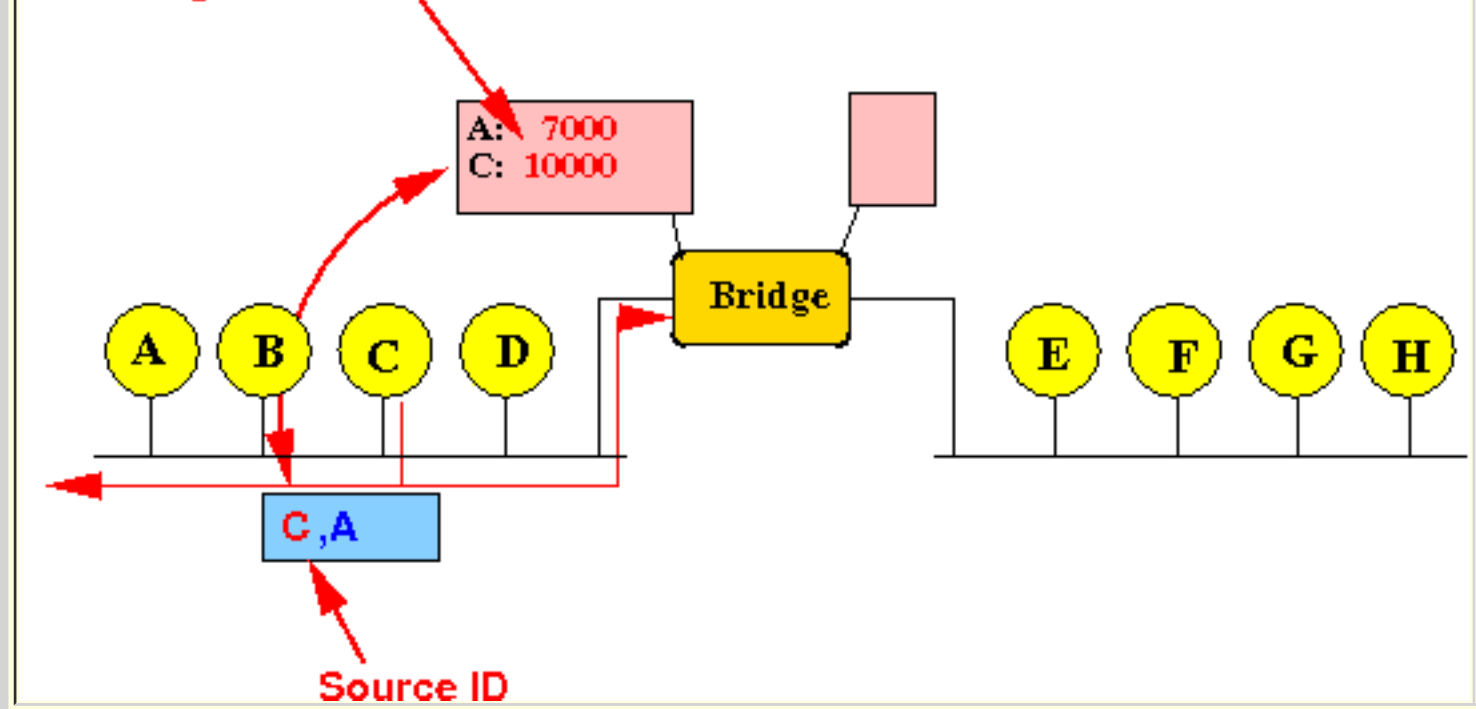 A: 7000
C: 10000
Bridge
A B C D E F G H
C ,A
Source ID